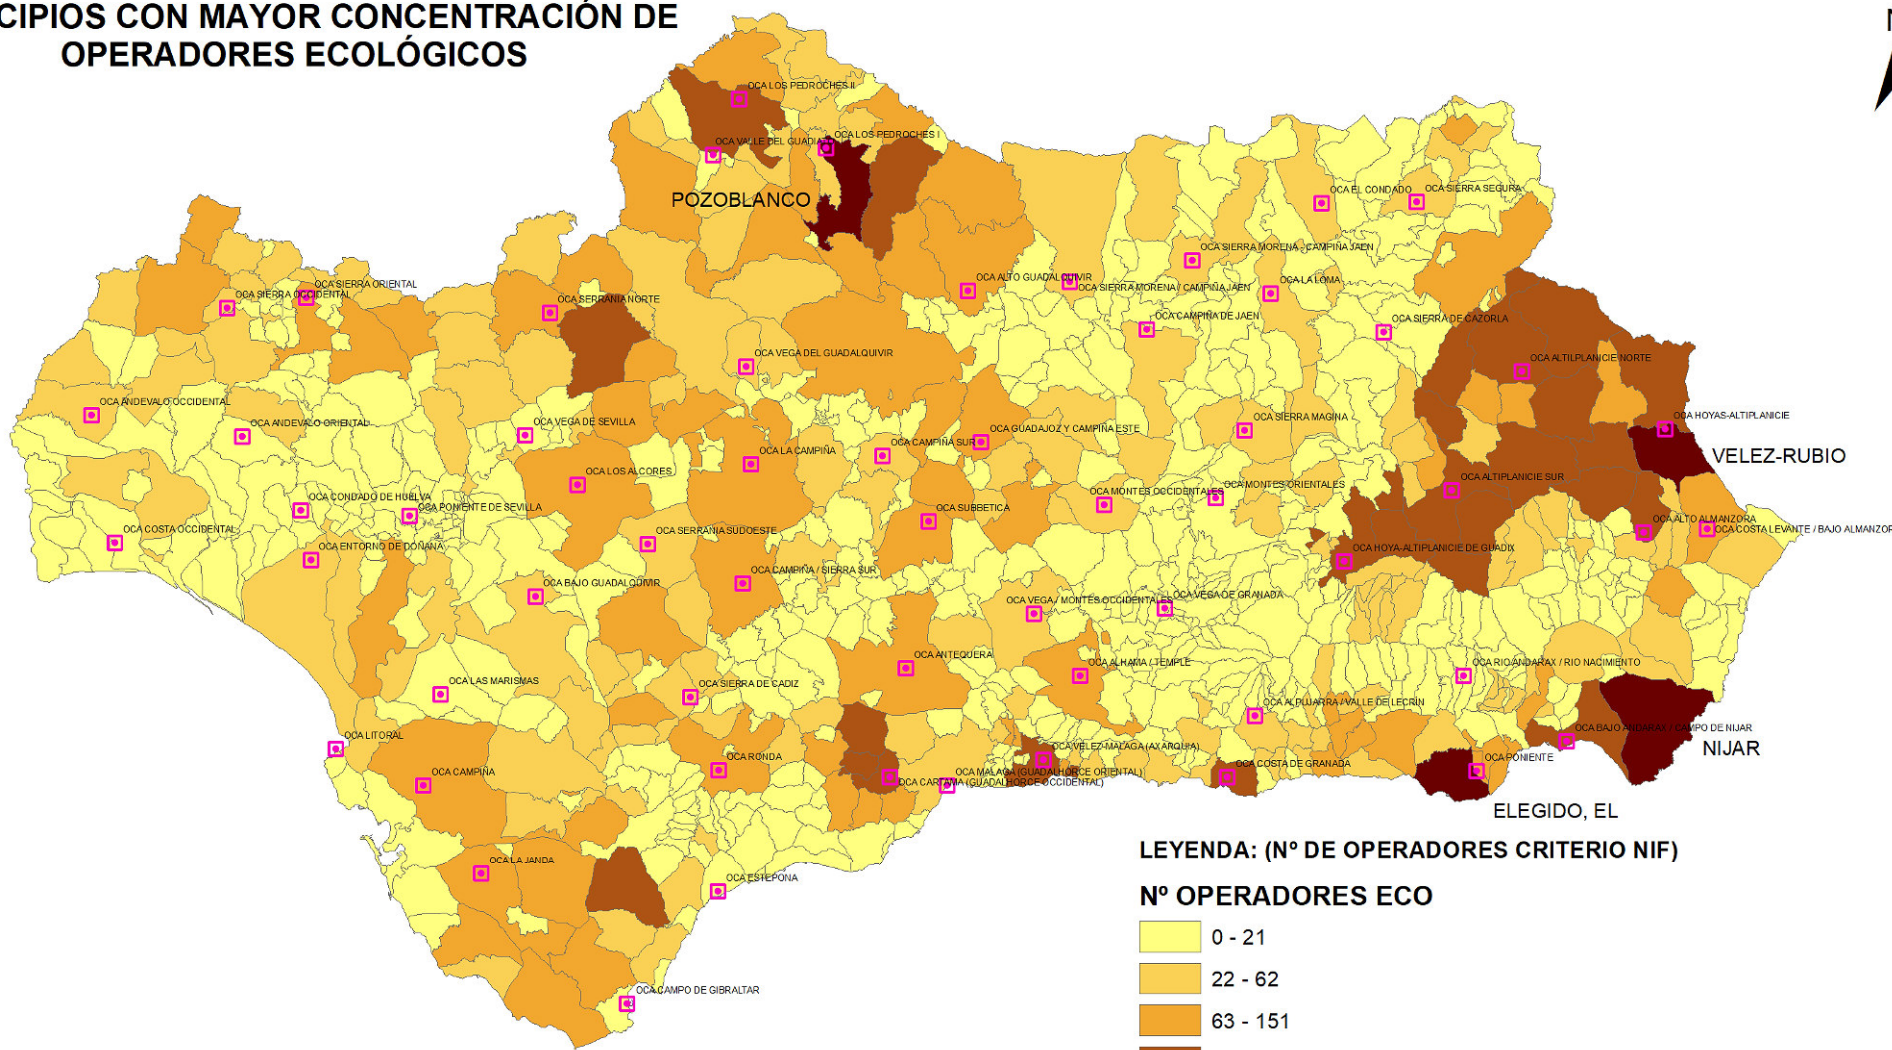 CIPIOS CON MAYOR CONCENTRACIÓN DE
OPERADORES ECOLÓGICOS
N
OCA LOS PEDROCHES II
OCA LOS PEDROCHES I
OCA VALLE DEL GUADIATO
POZOBLANCO
OCA EL CONDADO
OCA SIERRA SEGURA
OCA SIERRA MORENA / CAMPIÑA JAEN
OCA ALTO GUADALQUIVIR
OCA SIERRA MORENA / CAMPIÑA JAEN
OCA LA LOMA
OCA SIERRA ORIENTAL
OCA SIERRA OCCIDENTAL
OCA SERRANIA NORTE
OCA CAMPIÑA DE JAEN
OCA SIERRA DE CAZORLA
OCA VEGA DEL GUADALQUIVIR
OCA ALTILPLANICIE NORTE
OCA ANDEVALO OCCIDENTAL
OCA ANDEVALO ORIENTAL
OCA VEGA DE SEVILLA
OCA GUADAJOZ Y CAMPIÑA ESTE
OCA SIERRA MAGINA
OCA HOYAS-ALTIPLANICIE
OCA CAMPIÑA SUR
OCA LA CAMPIÑA
VELEZ-RUBIO
OCA LOS ALCORES
OCA ALTIPLANICIE SUR
OCA MONTES OCCIDENTALES
OCA MONTES ORIENTALES
OCA CONDADO DE HUELVA
OCA PONIENTE DE SEVILLA
OCA SUBBETICA
OCA COSTA OCCIDENTAL
OCA SERRANIA SUDOESTE
OCA ALTO ALMANZORA
OCA COSTA LEVANTE / BAJO ALMANZOR
OCA ENTORNO DE DOÑANA
OCA HOYA-ALTIPLANICIE DE GUADIX
OCA BAJO GUADALQUIVIR
OCA CAMPIÑA / SIERRA SUR
OCA VEGA / MONTES OCCIDENTALES
OCA VEGA DE GRANADA
OCA ANTEQUERA
OCA ALHAMA / TEMPLE
OCA RIO ANDARAX / RIO NACIMIENTO
OCA LAS MARISMAS
OCA SIERRA DE CADIZ
OCA ALPUJARRA / VALLE DE LECRÍN
OCA LITORAL
OCA BAJO ANDARAX / CAMPO DE NIJAR
NIJAR
OCA CAMPIÑA
OCA RONDA
OCA VELEZ-MALAGA (AXARQUIA)
OCA MALAGA (GUADALHORCE ORIENTAL)
OCA CARTAMA (GUADALHORCE OCCIDENTAL)
OCA COSTA DE GRANADA
OCA PONIENTE
ELEGIDO, EL
OCA LA JANDA
OCA ESTEPONA
OCA CAMPO DE GIBRALTAR
LEYENDA: (Nº DE OPERADORES CRITERIO NIF)
Nº OPERADORES ECO
0 - 21
22 - 62
63 - 151